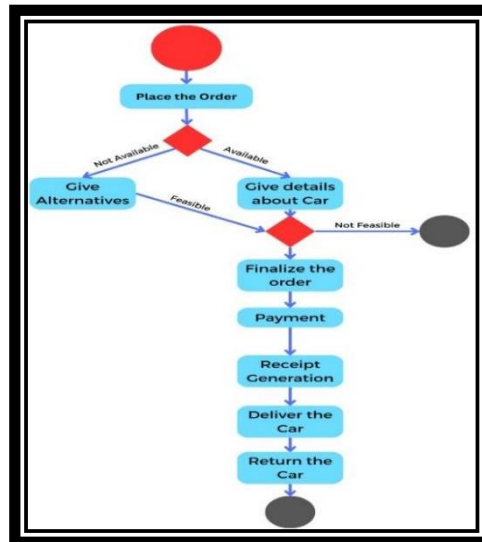 Place the Order
Not Available
Available
Give
Alternatives
Give details
about Car
Feasible
Not Feasible
Finalize the
order
Payment
Receipt
Generation
Deliver the
Car
Return the
Car